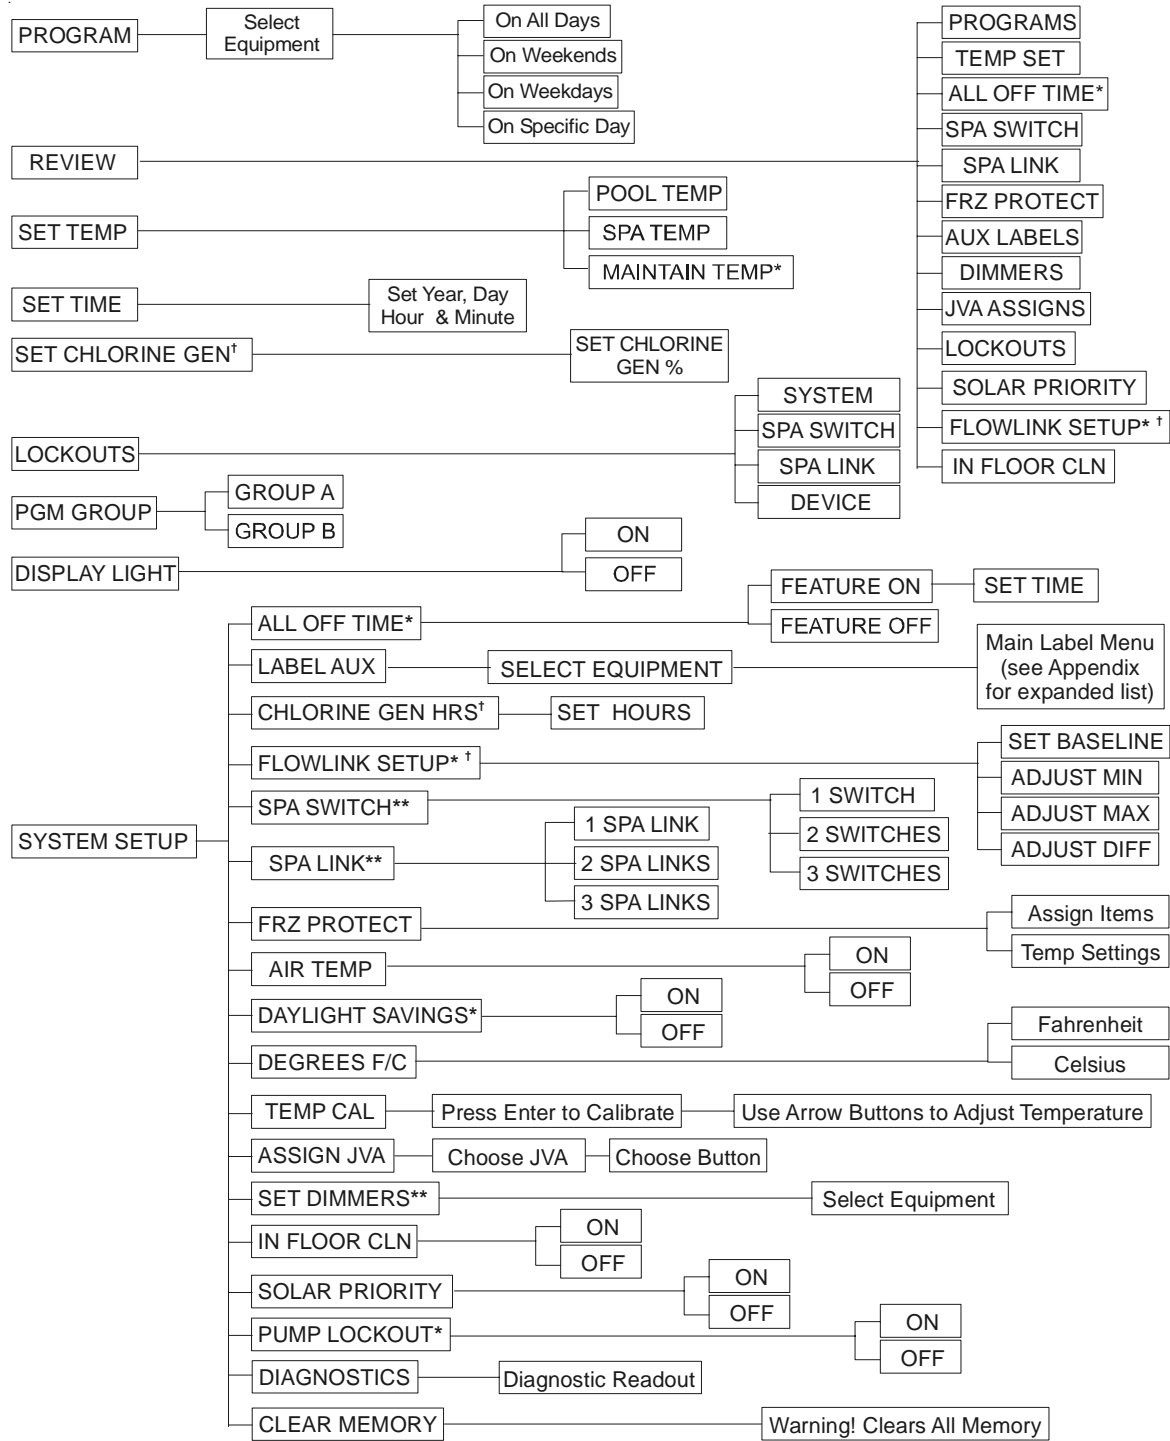 PROGRAM
Select
Equipment
On All Days
On Weekends
On Weekdays
On Specific Day
REVIEW
PROGRAMS
TEMP SET
ALL OFF TIME*
SPA SWITCH
SPA LINK
FRZ PROTECT
AUX LABELS
DIMMERS
JVA ASSIGNS
LOCKOUTS
SOLAR PRIORITY
FLOWLINK SETUP* †
IN FLOOR CLN
SET TEMP
POOL TEMP
SPA TEMP
MAINTAIN TEMP*
SET TIME
Set Year, Day
Hour & Minute
SET CHLORINE GEN†
SET CHLORINE
GEN %
LOCKOUTS
SYSTEM
SPA SWITCH
SPA LINK
DEVICE
PGM GROUP
GROUP A
GROUP B
DISPLAY LIGHT
ON
OFF
SYSTEM SETUP
ALL OFF TIME*
FEATURE ON
SET TIME
FEATURE OFF
LABEL AUX
SELECT EQUIPMENT
Main Label Menu
(see Appendix
for expanded list)
CHLORINE GEN HRS†
SET HOURS
FLOWLINK SETUP* †
SET BASELINE
ADJUST MIN
ADJUST MAX
ADJUST DIFF
SPA SWITCH**
1 SWITCH
2 SWITCHES
3 SWITCHES
SPA LINK**
1 SPA LINK
2 SPA LINKS
3 SPA LINKS
FRZ PROTECT
Assign Items
Temp Settings
AIR TEMP
ON
OFF
DAYLIGHT SAVINGS*
ON
OFF
DEGREES F/C
Fahrenheit
Celsius
TEMP CAL
Press Enter to Calibrate
Use Arrow Buttons to Adjust Temperature
ASSIGN JVA
Choose JVA
Choose Button
SET DIMMERS**
Select Equipment
IN FLOOR CLN
ON
OFF
SOLAR PRIORITY
ON
OFF
PUMP LOCKOUT*
ON
OFF
DIAGNOSTICS
Diagnostic Readout
CLEAR MEMORY
Warning! Clears All Memory